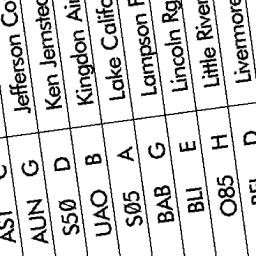 AST C
AUN G Jefferson Co
S50 D Ken Jernsted
UAO B Kingdon Air
S05 A Lake Califo
BAB G Lampson F
BLI E Lincoln Rg
O85 H Little River
D Livermore